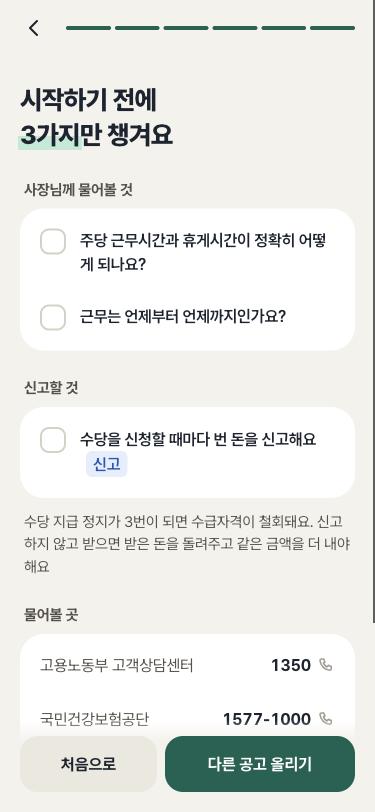 시작하기 전에
3가지만 챙겨요
사장님께 물어볼 것
주당 근무시간과 휴게시간이 정확히 어떻
게 되나요?
근무는 언제부터 언제까지인가요?
신고할 것
수당을 신청할 때마다 번 돈을 신고해요
신고
수당 지급 정지가 3번이 되면 수급자격이 철회돼요. 신고
하지 않고 받으면 받은 돈을 돌려주고 같은 금액을 더 내야
해요
물어볼 곳
고용노동부 고객상담센터 1350
국민건강보험공단 1577-1000
처음으로 다른 공고 올리기